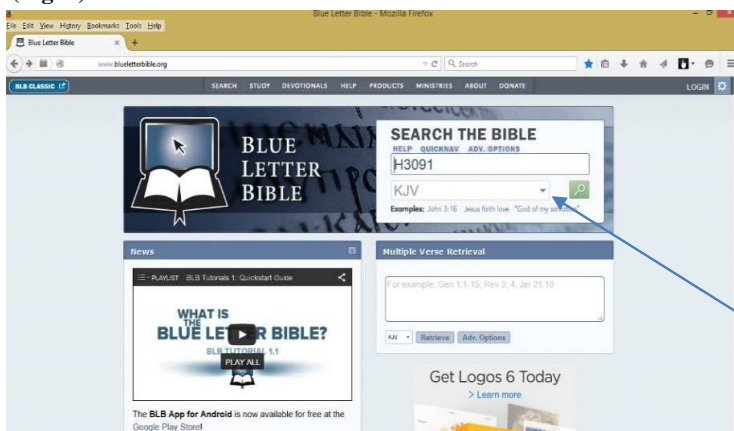 Blue Letter Bible - Mozilla Firefox
File Edit View History Bookmarks Tools Help
Blue Letter Bible × +
www.blueletterbible.org Search
BLB CLASSIC SEARCH STUDY DEVOTIONALS HELP PRODUCTS MINISTRIES ABOUT DONATE LOGIN
BLUE
LETTER
BIBLE
SEARCH THE BIBLE
HELP QUICKNAV ADV. OPTIONS
H3091
KJV
Examples: John 3:16 Jesus faith love "God of my salvation"
News
PLAYLIST BLB Tutorials 1: Quickstart Guide
WHAT IS
THE
BLUE LETTER BIBLE?
BLB TUTORIAL 1.1
PLAY ALL
The BLB App for Android is now available for free at the
Google Play Store!
Multiple Verse Retrieval
For example: Gen 1:1-15; Rev 3, 4; Jer 21:10
KJV Retrieve Adv. Options
Get Logos 6 Today
> Learn more